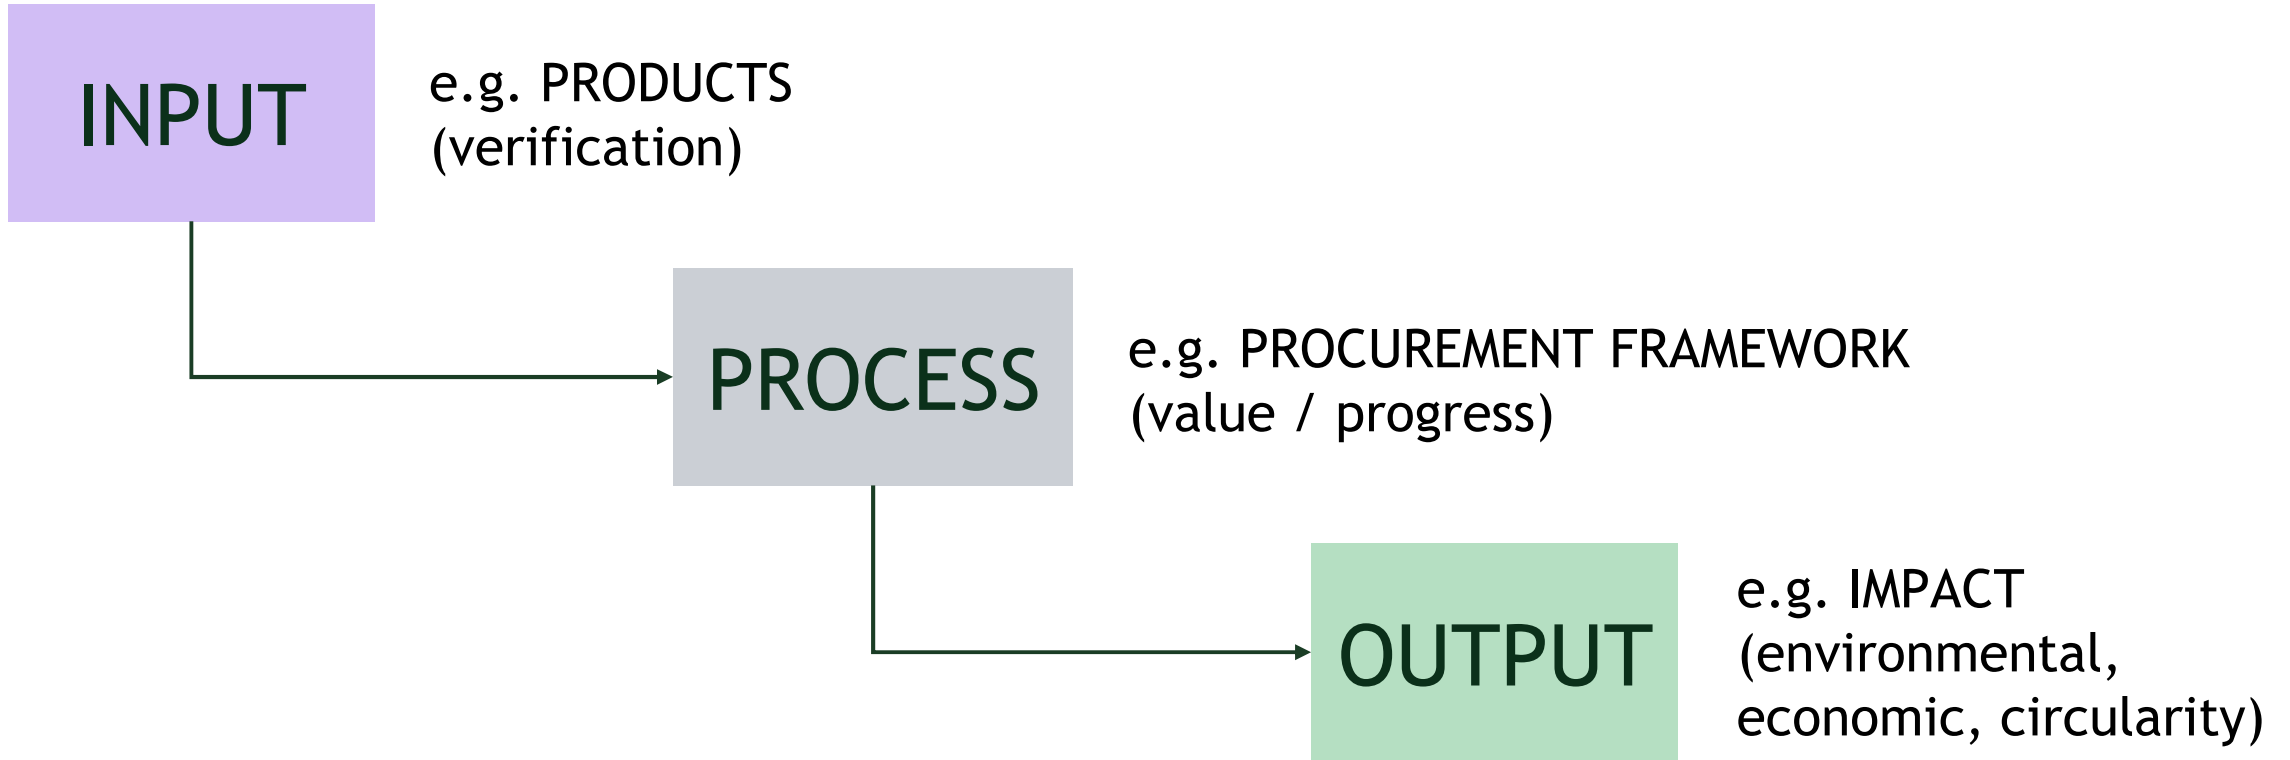 INPUT
e.g. PRODUCTS
(verification)
PROCESS
e.g. PROCUREMENT FRAMEWORK
(value / progress)
OUTPUT
e.g. IMPACT
(environmental,
economic, circularity)